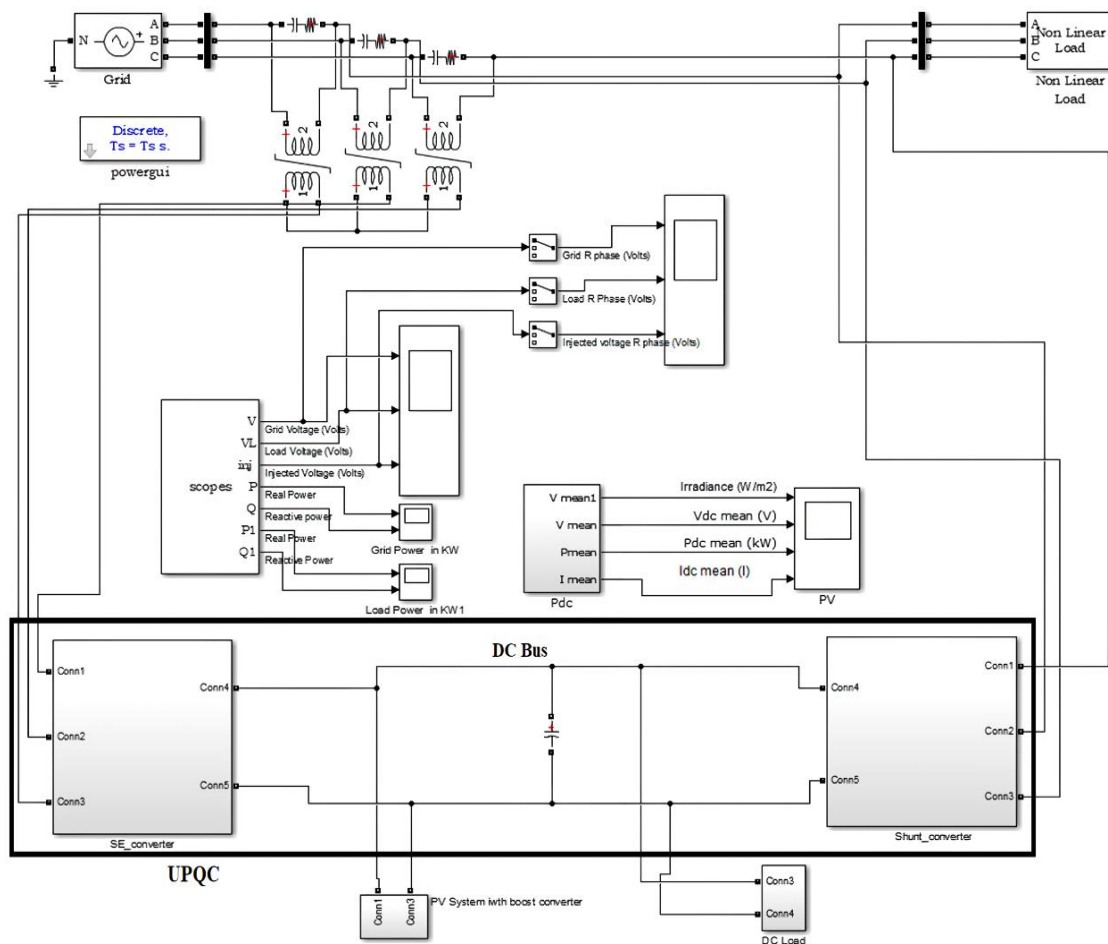 N
A
B
C
Grid
Discrete,
Ts = Ts s.
powergui
A
B
C
Non Linear
Load
Non Linear
Load
+
2
1
+
+
2
1
+
+
2
1
+
Grid R phase (Volts)
Load R Phase (Volts)
Injected voltage R phase (Volts)
scopes
V
VL
inj
P
Q
P1
Q1
Grid Voltage (Volts)
Load Voltage (Volts)
Injected Voltage (Volts)
Real Power
Reactive power
Real Power
Reactive Power
Grid Power in KW
Load Power in KW1
V mean1
V mean
Pmean
I mean
Pdc
Irradiance (W/m2)
Vdc mean (V)
Pdc mean (kW)
Idc mean (I)
PV
DC Bus
Conn1
Conn2
Conn3
Conn4
Conn5
SE_converter
+
Conn4
Conn5
Conn1
Conn2
Conn3
Shunt_converter
UPQC
Conn1
Conn3
PV System iwth boost converter
Conn3
Conn4
DC Load